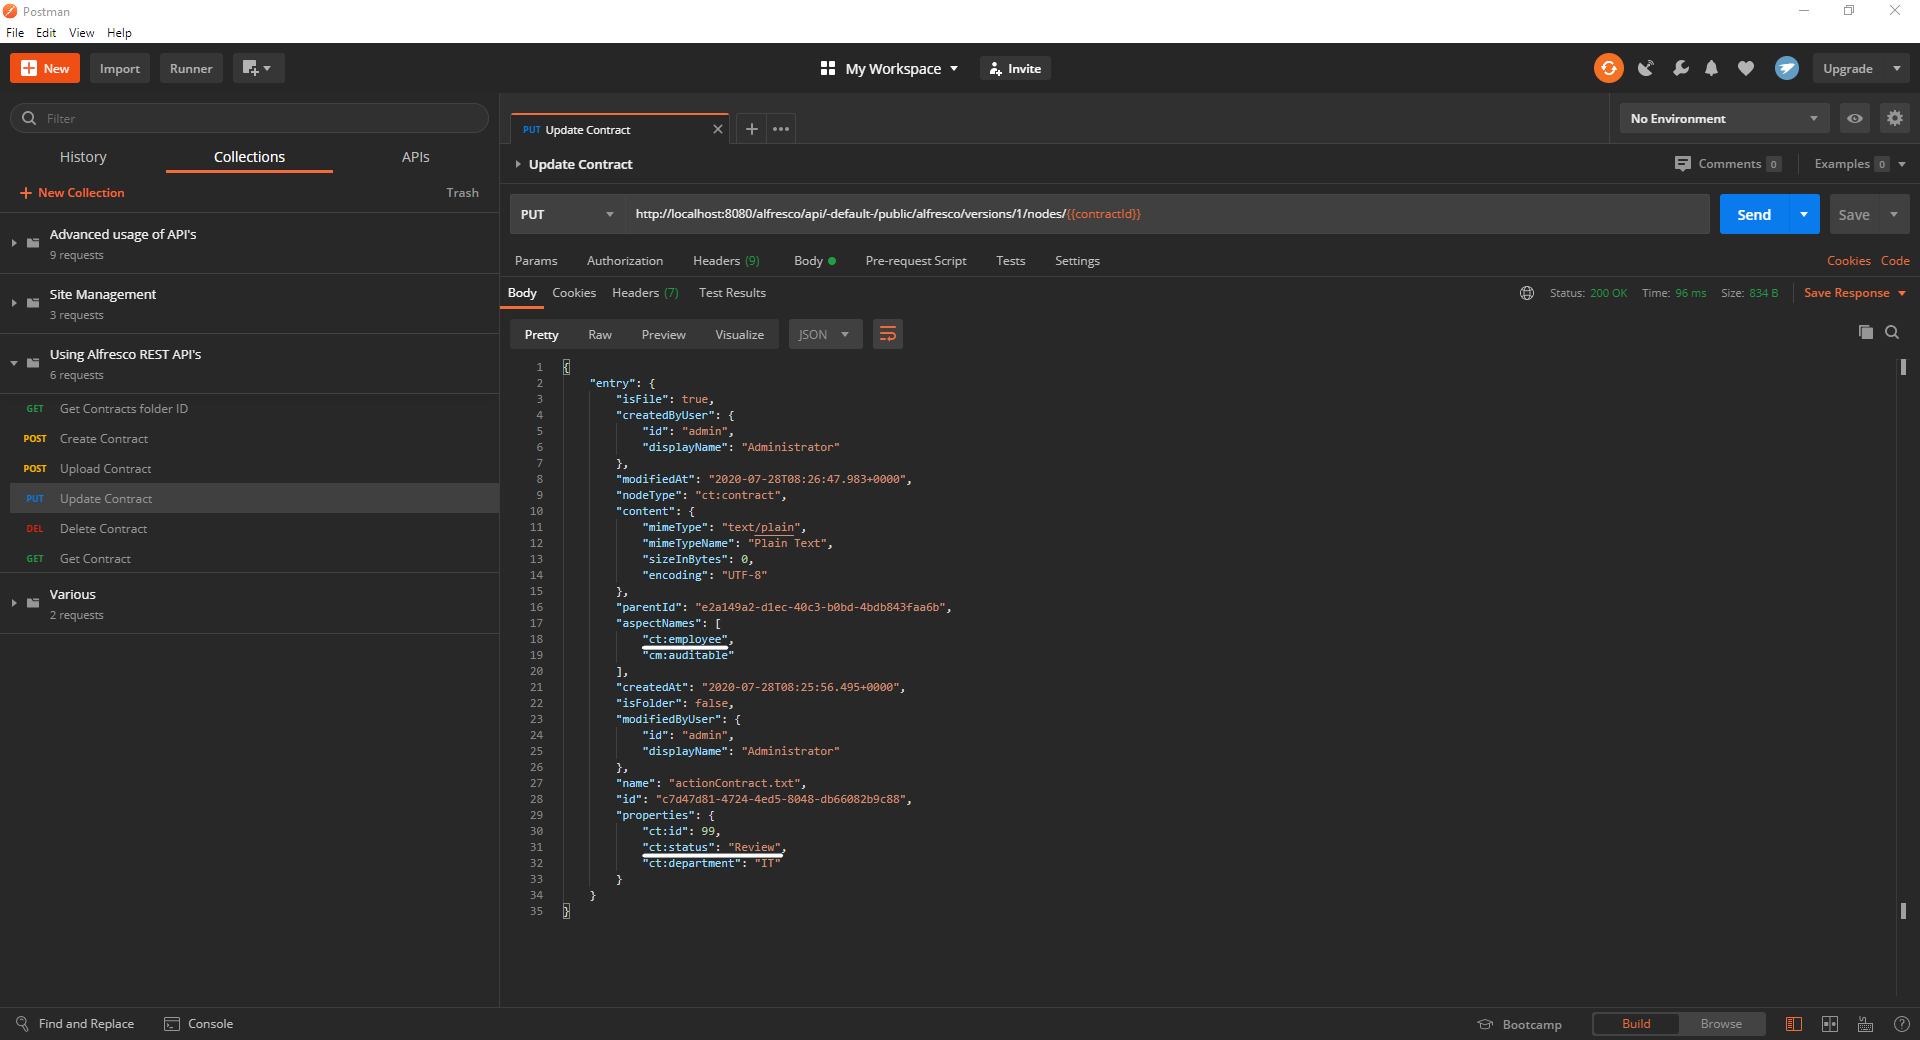 Postman
File Edit View Help
New Import Runner
My Workspace Invite
Upgrade
Filter
History Collections APIs
New Collection Trash
Advanced usage of API's
9 requests
Site Management
3 requests
Using Alfresco REST API's
6 requests
GET Get Contracts folder ID
POST Create Contract
POST Upload Contract
PUT Update Contract
DEL Delete Contract
GET Get Contract
Various
2 requests
PUT Update Contract
No Environment
Update Contract
Comments 0 Examples 0
PUT http://localhost:8080/alfresco/api/-default-/public/alfresco/versions/1/nodes/{{contractId}}
Send Save
Params Authorization Headers (9) Body Pre-request Script Tests Settings
Cookies Code
Body Cookies Headers (7) Test Results
Status: 200 OK Time: 96 ms Size: 834 B Save Response
Pretty Raw Preview Visualize JSON
1 {
2 "entry": {
3 "isFile": true,
4 "createdByUser": {
5 "id": "admin",
6 "displayName": "Administrator"
7 },
8 "modifiedAt": "2020-07-28T08:26:47.983+0000",
9 "nodeType": "ct:contract",
10 "content": {
11 "mimeType": "text/plain",
12 "mimeTypeName": "Plain Text",
13 "sizeInBytes": 0,
14 "encoding": "UTF-8"
15 },
16 "parentId": "e2a149a2-d1ec-40c3-b0bd-4bdb843faa6b",
17 "aspectNames": [
18 "ct:employee",
19 "cm:auditable"
20 ],
21 "createdAt": "2020-07-28T08:25:56.495+0000",
22 "isFolder": false,
23 "modifiedByUser": {
24 "id": "admin",
25 "displayName": "Administrator"
26 },
27 "name": "actionContract.txt",
28 "id": "c7d47d81-4724-4ed5-8048-db66082b9c88",
29 "properties": {
30 "ct:id": 99,
31 "ct:status": "Review",
32 "ct:department": "IT"
33 }
34 }
35 }
Find and Replace Console
Bootcamp Build Browse